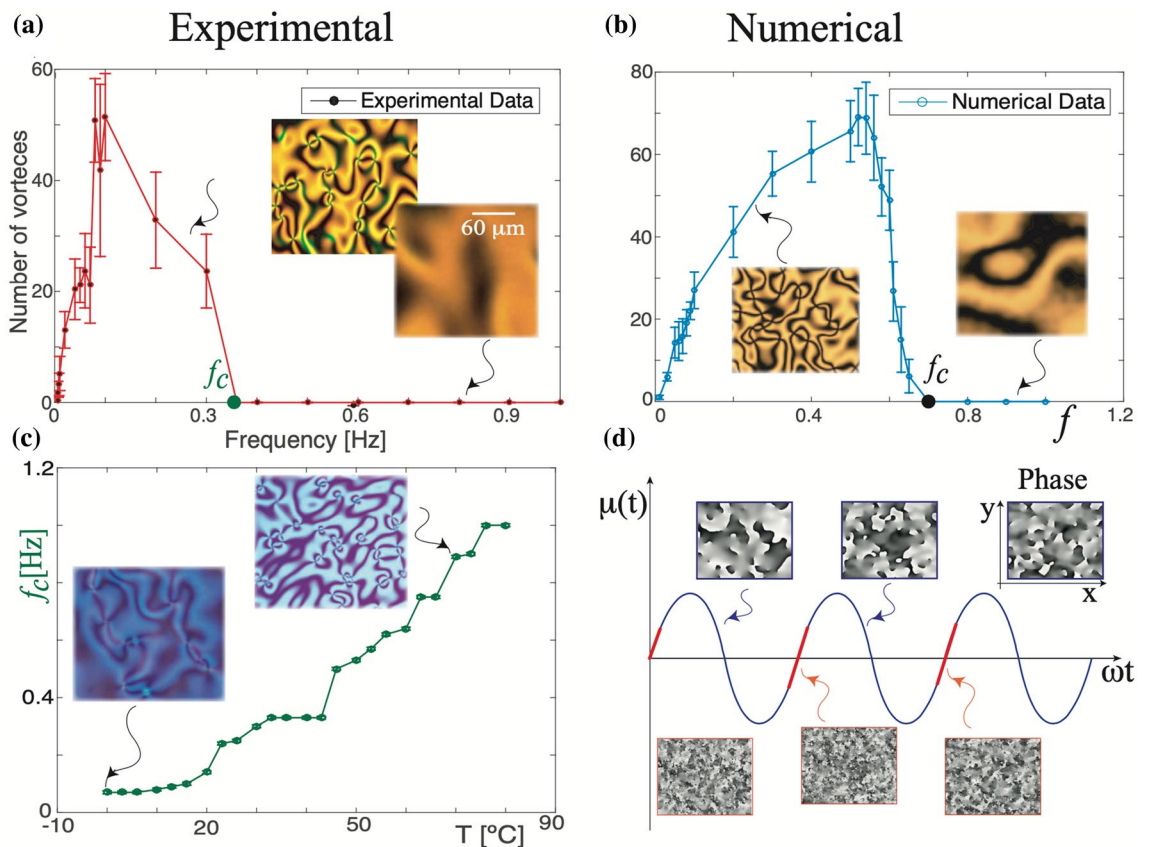 (a)
Experimental
60
40
20
0
Number of vorteces
Experimental Data
60 μm
fc
0
0.3
0.6
0.9
Frequency [Hz]
(b)
Numerical
80
60
40
20
0
Numerical Data
fc
0
0.4
0.8
1.2
f
(c)
1.2
0.4
0
fc[Hz]
-10
20
50
90
T [ºC]
(d)
μ(t)
Phase
y
x
ωt